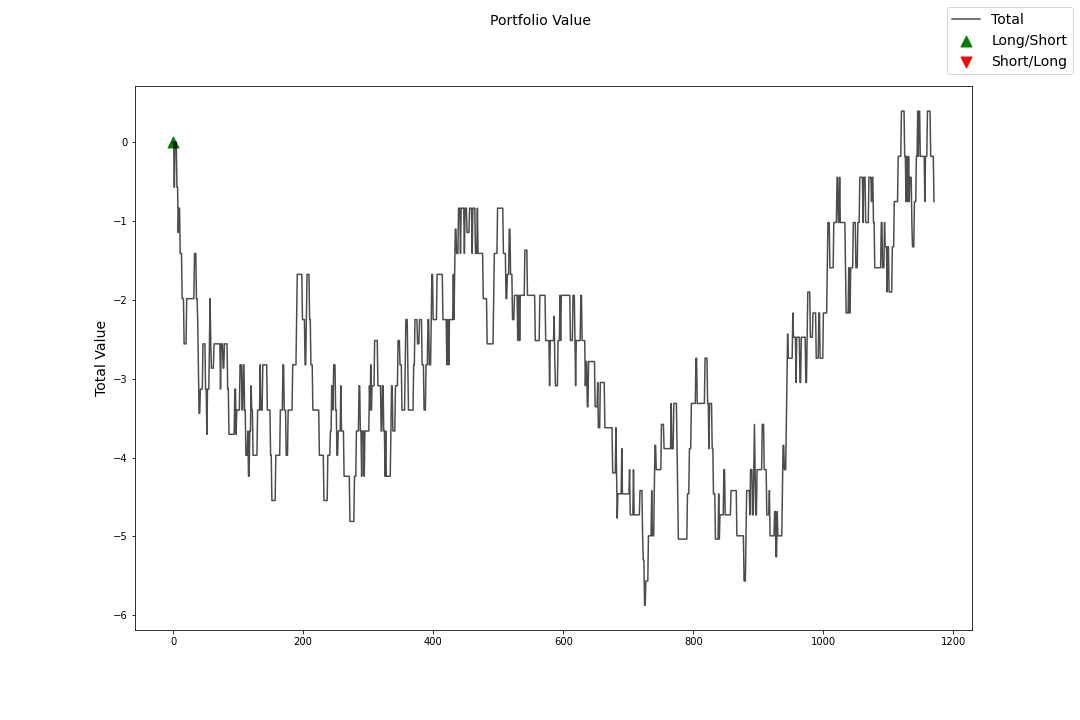 Portfolio Value
Total
Long/Short
Short/Long
Total Value
0
−1
−2
−3
−4
−5
−6
0 200 400 600 800 1000 1200